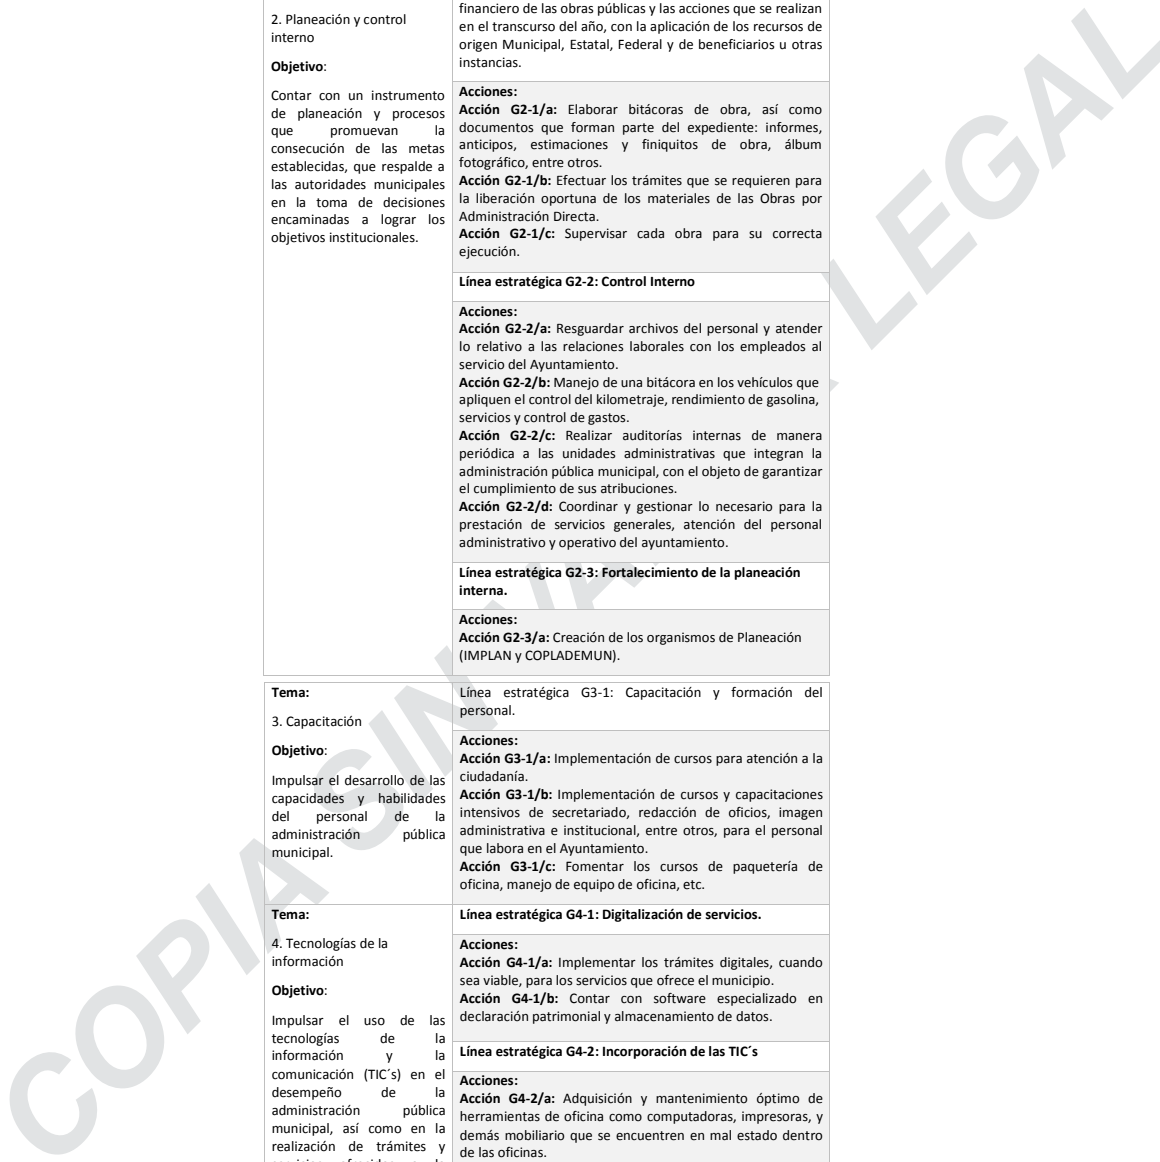 2. Planeación y control
interno
Objetivo:
Contar con un instrumento
de planeación y procesos
que promuevan la
consecución de las metas
establecidas, que respalde a
las autoridades municipales
en la toma de decisiones
encaminadas a lograr los
objetivos institucionales.
financiero de las obras públicas y las acciones que se realizan
en el transcurso del año, con la aplicación de los recursos de
origen Municipal, Estatal, Federal y de beneficiarios u otras
instancias.
Acciones:
Acción G2-1/a: Elaborar bitácoras de obra, así como
documentos que forman parte del expediente: informes,
anticipos, estimaciones y finiquitos de obra, álbum
fotográfico, entre otros.
Acción G2-1/b: Efectuar los trámites que se requieren para
la liberación oportuna de los materiales de las Obras por
Administración Directa.
Acción G2-1/c: Supervisar cada obra para su correcta
ejecución.
Línea estratégica G2-2: Control Interno
Acciones:
Acción G2-2/a: Resguardar archivos del personal y atender
lo relativo a las relaciones laborales con los empleados al
servicio del Ayuntamiento.
Acción G2-2/b: Manejo de una bitácora en los vehículos que
apliquen el control del kilometraje, rendimiento de gasolina,
servicios y control de gastos.
Acción G2-2/c: Realizar auditorías internas de manera
periódica a las unidades administrativas que integran la
administración pública municipal, con el objeto de garantizar
el cumplimiento de sus atribuciones.
Acción G2-2/d: Coordinar y gestionar lo necesario para la
prestación de servicios generales, atención del personal
administrativo y operativo del ayuntamiento.
Línea estratégica G2-3: Fortalecimiento de la planeación
interna.
Acciones:
Acción G2-3/a: Creación de los organismos de Planeación
(IMPLAN y COPLADEMUN).
Tema:
3. Capacitación
Objetivo:
Impulsar el desarrollo de las
capacidades y habilidades
del personal de la
administración pública
municipal.
Línea estratégica G3-1: Capacitación y formación del
personal.
Acciones:
Acción G3-1/a: Implementación de cursos para atención a la
ciudadanía.
Acción G3-1/b: Implementación de cursos y capacitaciones
intensivos de secretariado, redacción de oficios, imagen
administrativa e institucional, entre otros, para el personal
que labora en el Ayuntamiento.
Acción G3-1/c: Fomentar los cursos de paquetería de
oficina, manejo de equipo de oficina, etc.
Tema:
4. Tecnologías de la
información
Objetivo:
Impulsar el uso de las
tecnologías de la
información y la
comunicación (TIC´s) en el
desempeño de la
administración pública
municipal, así como en la
realización de trámites y
Línea estratégica G4-1: Digitalización de servicios.
Acciones:
Acción G4-1/a: Implementar los trámites digitales, cuando
sea viable, para los servicios que ofrece el municipio.
Acción G4-1/b: Contar con software especializado en
declaración patrimonial y almacenamiento de datos.
Línea estratégica G4-2: Incorporación de las TIC´s
Acciones:
Acción G4-2/a: Adquisición y mantenimiento óptimo de
herramientas de oficina como computadoras, impresoras, y
demás mobiliario que se encuentren en mal estado dentro
de las oficinas.
COPIA SIN LEGAL